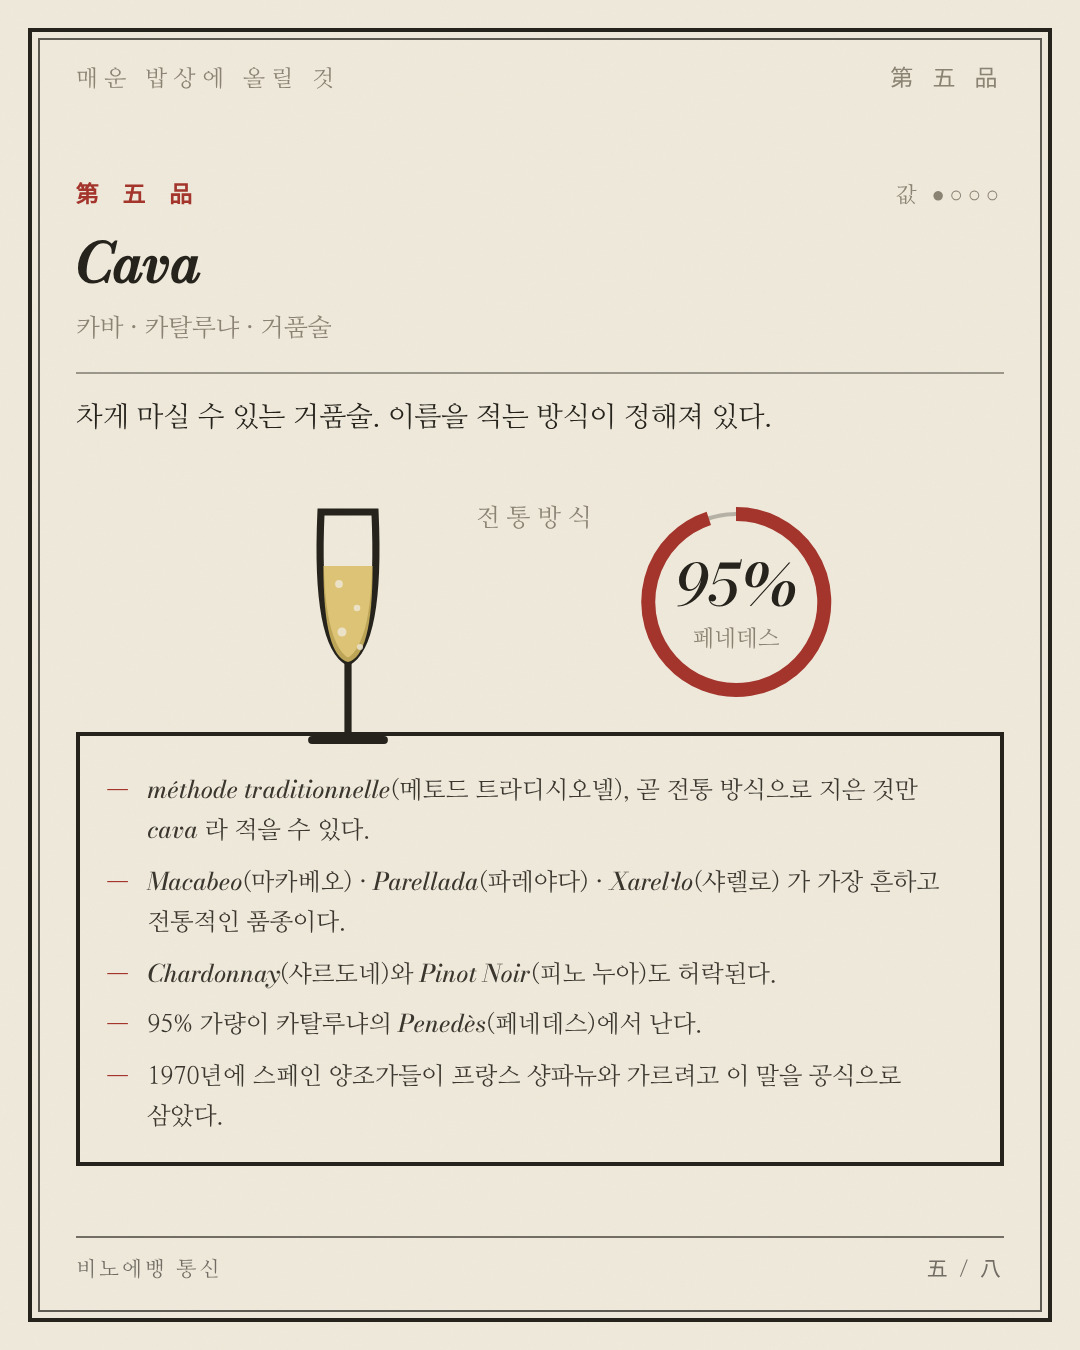 매운 밥상에 올릴 것
第五品
第五品
값 ●○○○
Cava
카바 · 카탈루냐 · 거품술
차게 마실 수 있는 거품술. 이름을 적는 방식이 정해져 있다.
전통방식
95%
페네데스
— méthode traditionnelle(메토드 트라디시오넬), 곧 전통 방식으로 지은 것만
cava 라 적을 수 있다.
— Macabeo(마카베오) · Parellada(파레야다) · Xarel·lo(샤렐로) 가 가장 흔하고
전통적인 품종이다.
— Chardonnay(샤르도네)와 Pinot Noir(피노 누아)도 허락된다.
— 95% 가량이 카탈루냐의 Penedès(페네데스)에서 난다.
— 1970년에 스페인 양조가들이 프랑스 샹파뉴와 가르려고 이 말을 공식으로
삼았다.
비노에뱅 통신
五 / 八